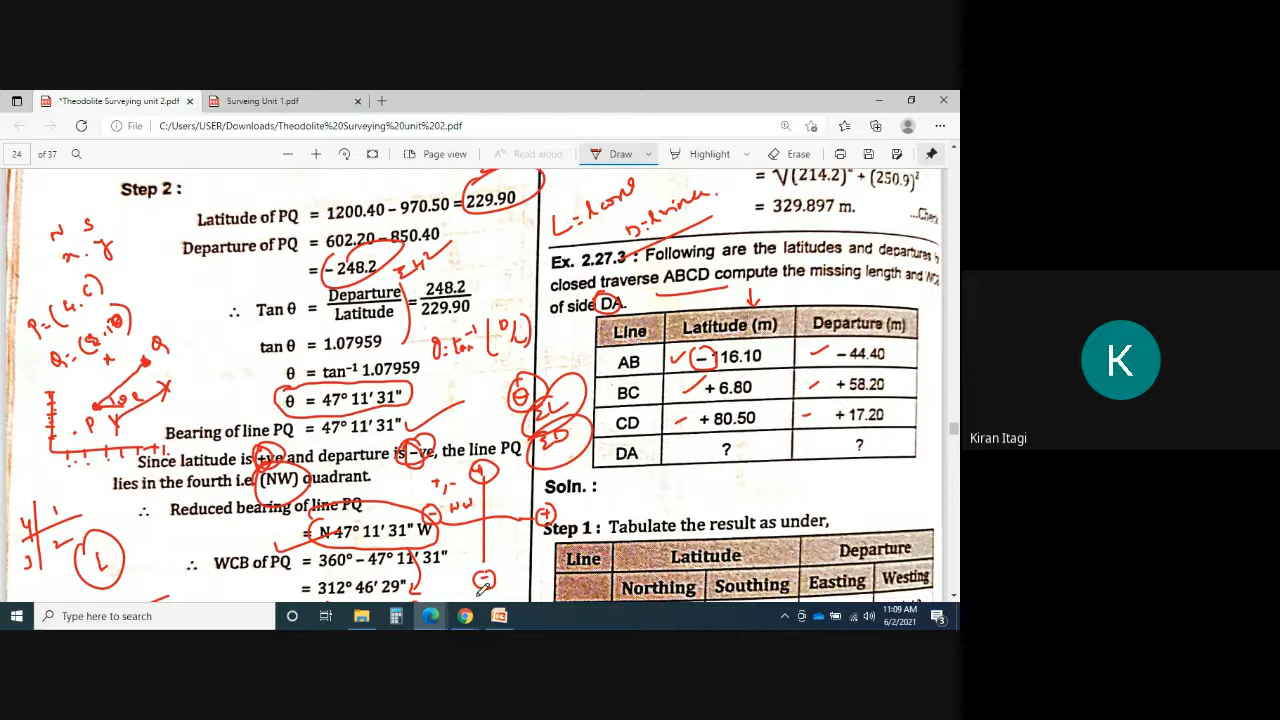 *Theodolite Surveying unit 2.pdf
Surveing Unit 1.pdf
File
C:/Users/USER/Downloads/Theodolite%20Surveying%20unit%202.pdf
24
of 37
Page view
Read aloud
Draw
Highlight
Erase
Step 2 :
Latitude of PQ = 1200.40 – 970.50 = 229.90
Departure of PQ = 602.20 – 850.40
= – 248.2
∴ Tan θ = Departure / Latitude = 248.2 / 229.90
tan θ = 1.07959
θ = tan⁻¹ 1.07959
θ = 47° 11′ 31″
Bearing of line PQ = 47° 11′ 31″
Since latitude is +ve and departure is –ve, the line PQ
lies in the fourth i.e. (NW) quadrant.
∴ Reduced bearing of line PQ
= N 47° 11′ 31″ W
∴ WCB of PQ = 360° – 47° 11′ 31″
= 312° 46′ 29″
N S
x y
θ = tan⁻¹ (D/L)
ΣL
ΣD
+, -
NW
L
= √(214.2)² + (250.9)²
= 329.897 m.
L = l cosθ
D = l sinθ
Ex. 2.27.3 : Following are the latitudes and departures
closed traverse ABCD compute the missing length and
of side DA.
Line Latitude (m) Departure (m)
AB – 116.10 – 44.40
BC + 6.80 + 58.20
CD + 80.50 + 17.20
DA ? ?
Soln. :
Step 1 : Tabulate the result as under,
Line Latitude Departure
Northing Southing Easting Westing
Type here to search
11:09 AM
6/2/2021
3
K
Kiran Itagi